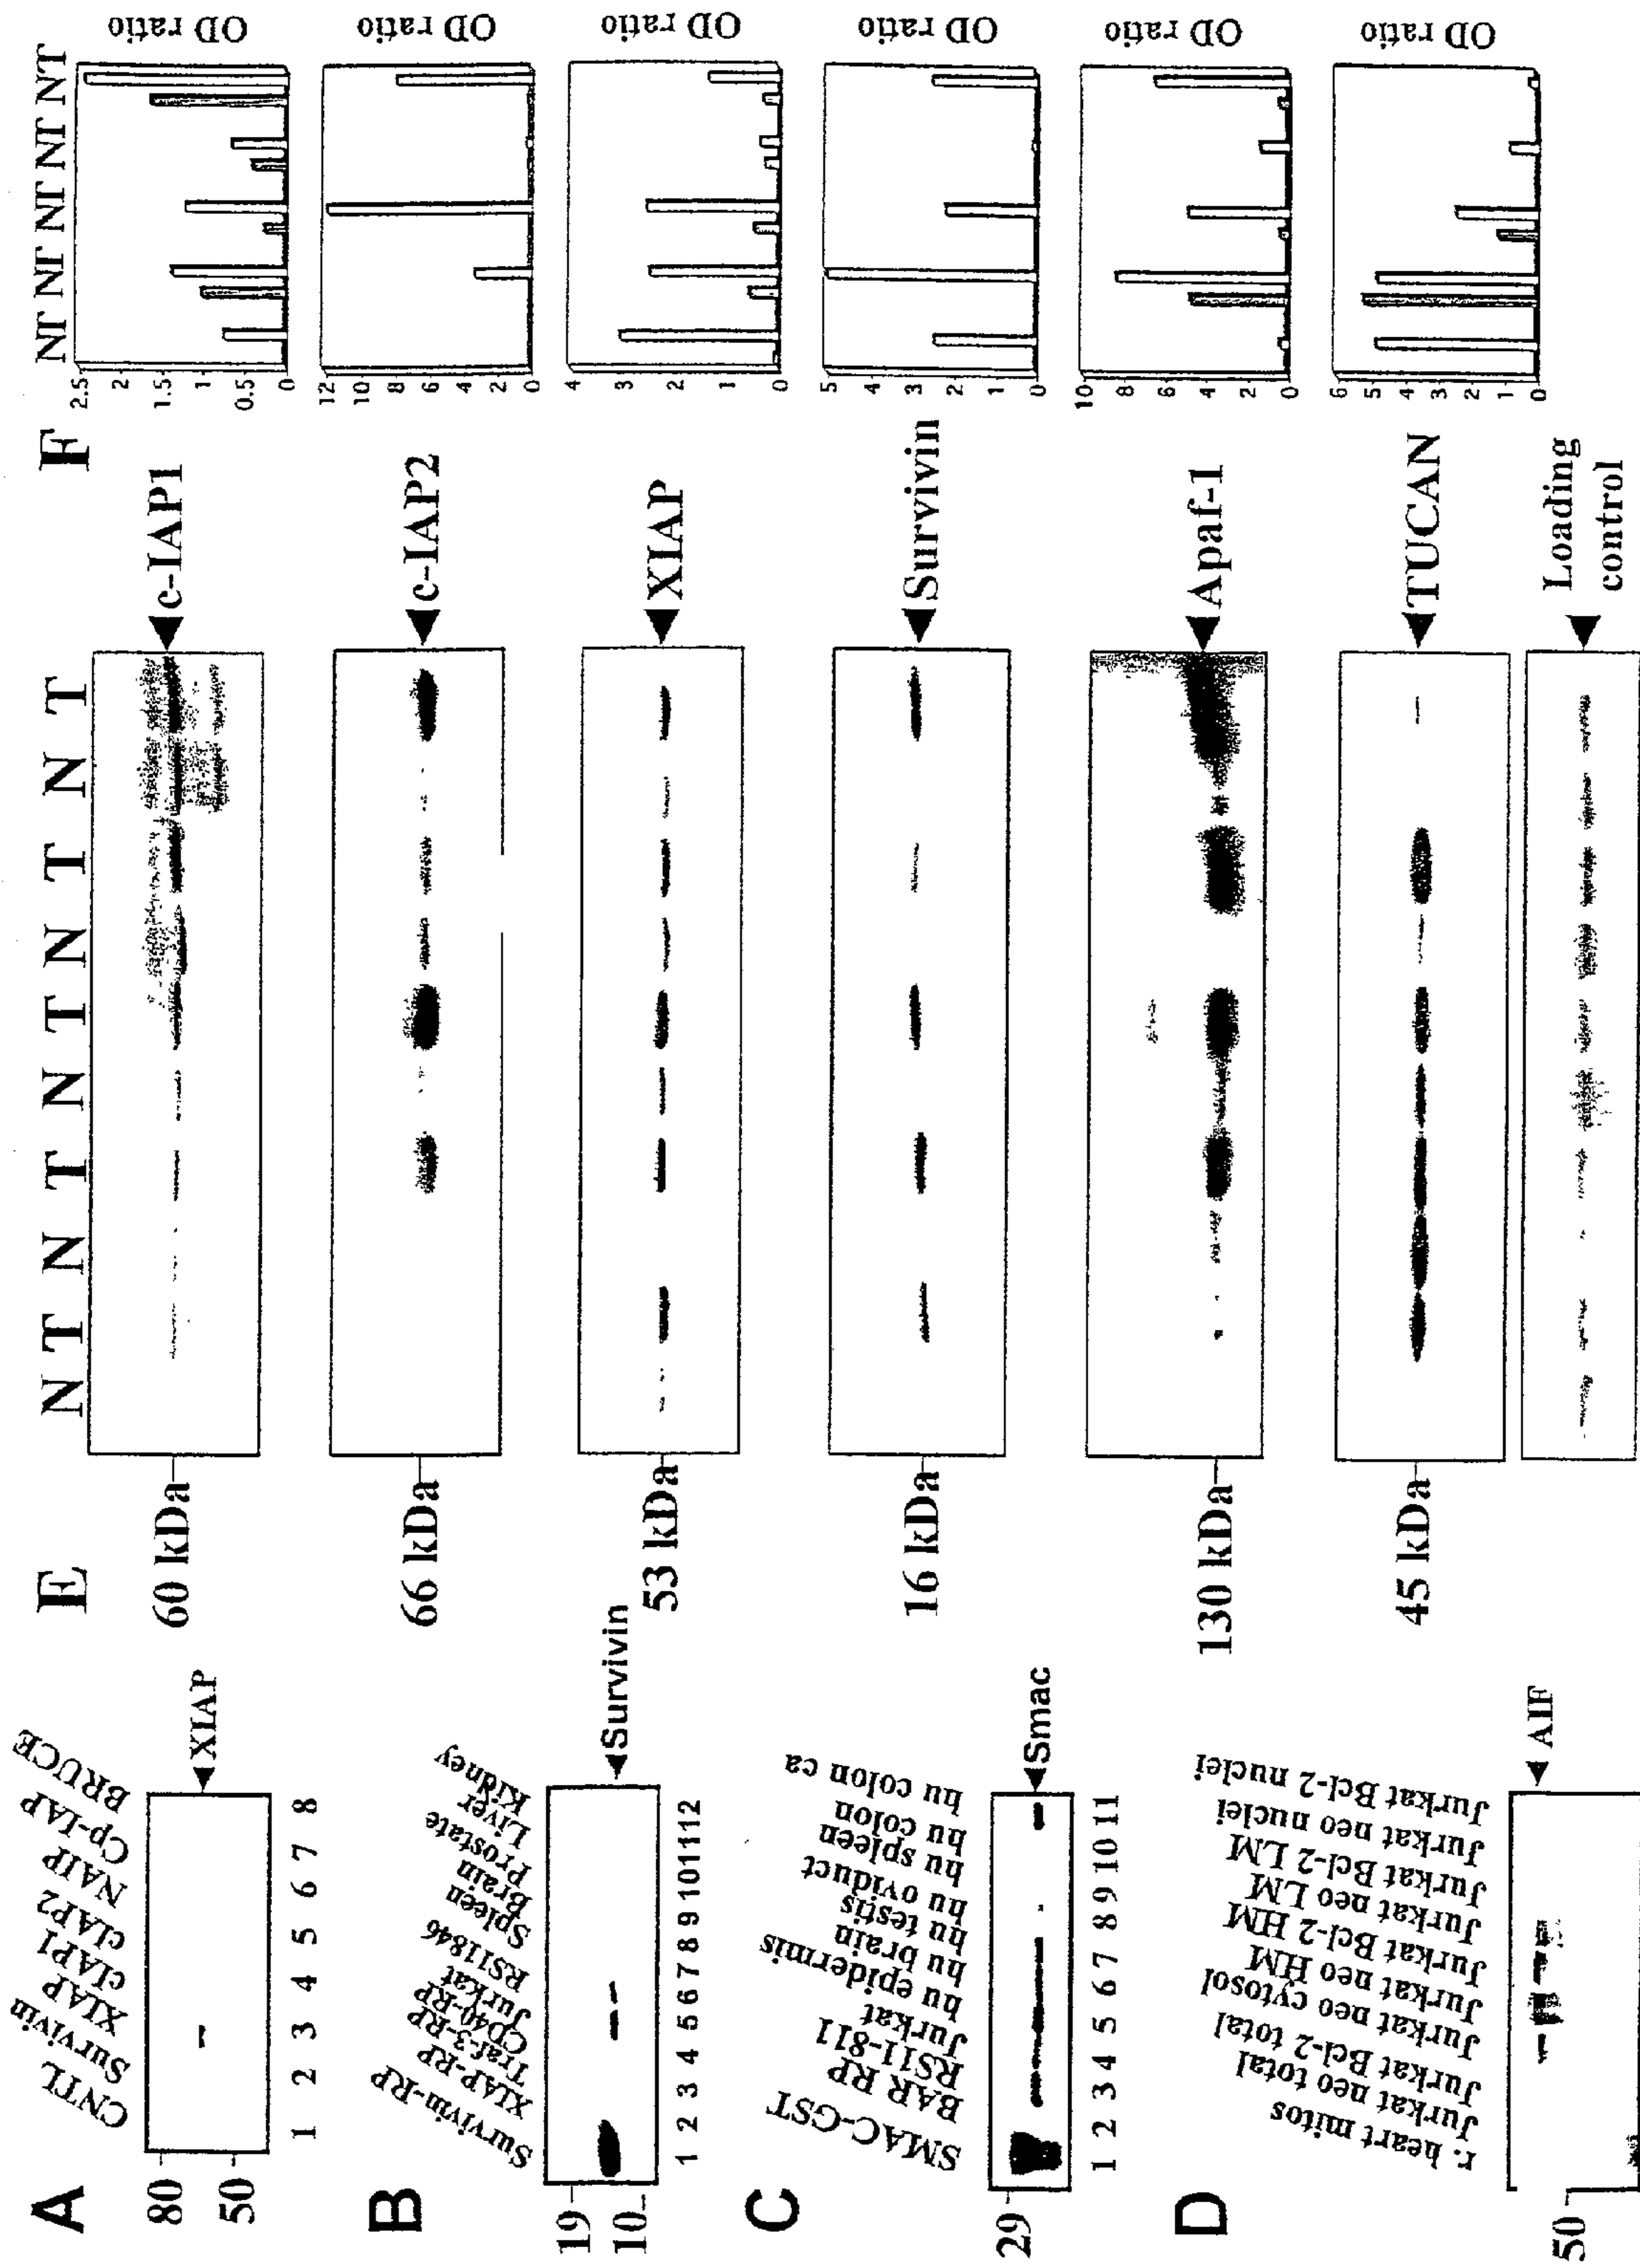 A
CNTL
Survivin
XIAP
cIAP1
cIAP2
NAIP
Cp-IAP
BRUCE
80
50
XIAP
1 2 3 4 5 6 7 8
B
Survivin-RP
XIAP-RP
Traf-3-RP
CD40-RP
Jurkat
RS11846
Spleen
Brain
Prostate
Liver
Kidney
19
10
Survivin
1 2 3 4 5 6 7 8 9 10 11 12
C
SMAC-GST
BAR RP
RS11-811
Jurkat
hu epidermis
hu brain
hu testis
hu oviduct
hu spleen
hu colon
hu colon ca
29
Smac
1 2 3 4 5 6 7 8 9 10 11
D
r. heart mitos
Jurkat neo total
Jurkat Bcl-2 total
Jurkat neo cytosol
Jurkat neo HM
Jurkat Bcl-2 HM
Jurkat neo LM
Jurkat Bcl-2 LM
Jurkat neo nuclei
Jurkat Bcl-2 nuclei
50
AIF
E
N T N T N T N T N T
60 kDa
c-IAP1
66 kDa
c-IAP2
53 kDa
XIAP
16 kDa
Survivin
130 kDa
Apaf-1
45 kDa
TUCAN
Loading
control
F
NT NT NT NT NT
2.5
2
1.5
1
0.5
0
OD ratio
12
10
8
6
4
2
0
OD ratio
4
3
2
1
0
OD ratio
5
4
3
2
1
0
OD ratio
10
8
6
4
2
0
OD ratio
6
5
4
3
2
1
0
OD ratio